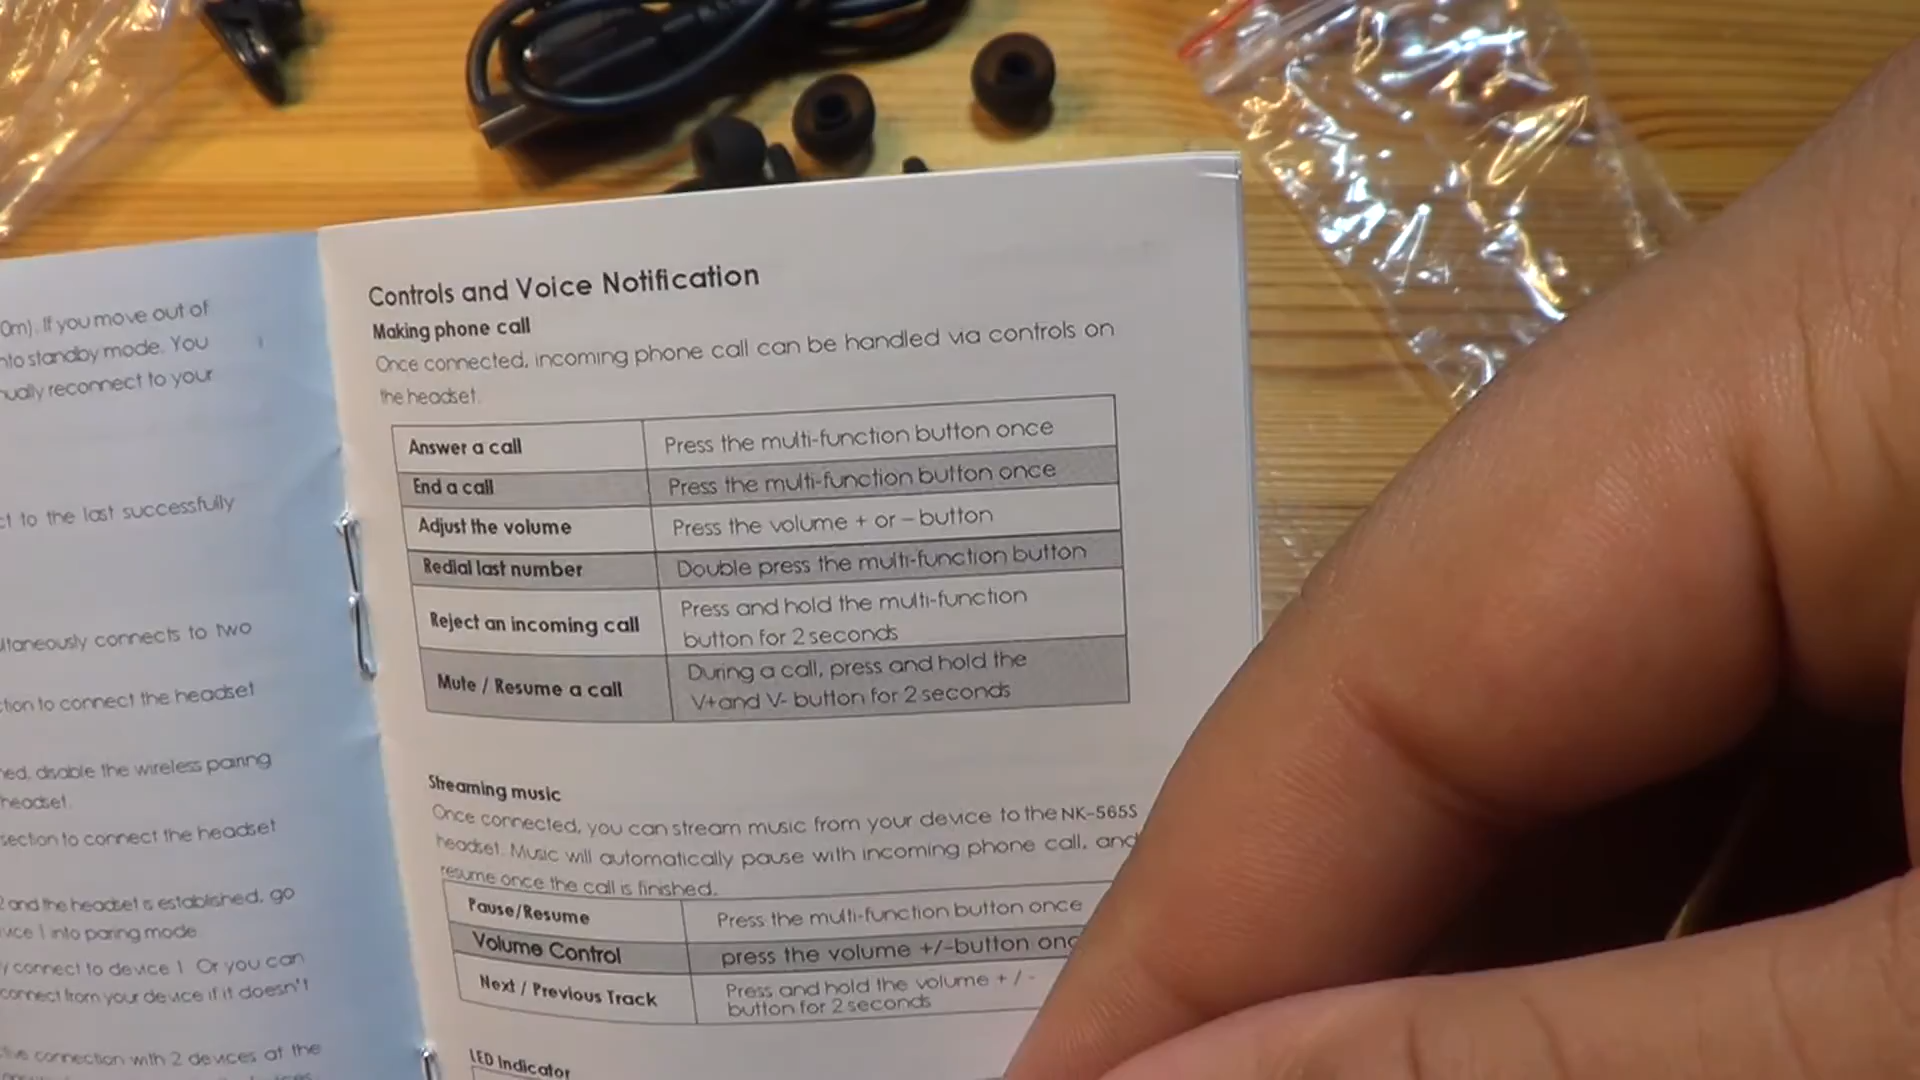 0m). If you move out of
nto standby mode. You
nually reconnect to your
ct to the last successfully
ultaneously connects to two
ction to connect the headset
ned, disable the wireless pairing
headset.
section to connect the headset
2 and the headset is established, go
vice 1 into paring mode
y connect to device 1 Or you can
connect from your device if it doesn't
tive connection with 2 devices at the
Controls and Voice Notification
Making phone call
Once connected, incoming phone call can be handled via controls on
the headset.
Answer a call Press the multi-function button once
End a call Press the multi-function button once
Adjust the volume Press the volume + or – button
Redial last number Double press the multi-function button
Reject an incoming call Press and hold the multi-function
button for 2 seconds
Mute / Resume a call During a call, press and hold the
V+and V- button for 2 seconds
Streaming music
Once connected, you can stream music from your device to the NK-565S
headset. Music will automatically pause with incoming phone call, and
resume once the call is finished.
Pause/Resume Press the multi-function button once
Volume Control press the volume +/–button onc
Next / Previous Track Press and hold the volume + / -
button for 2 seconds
LED Indicator